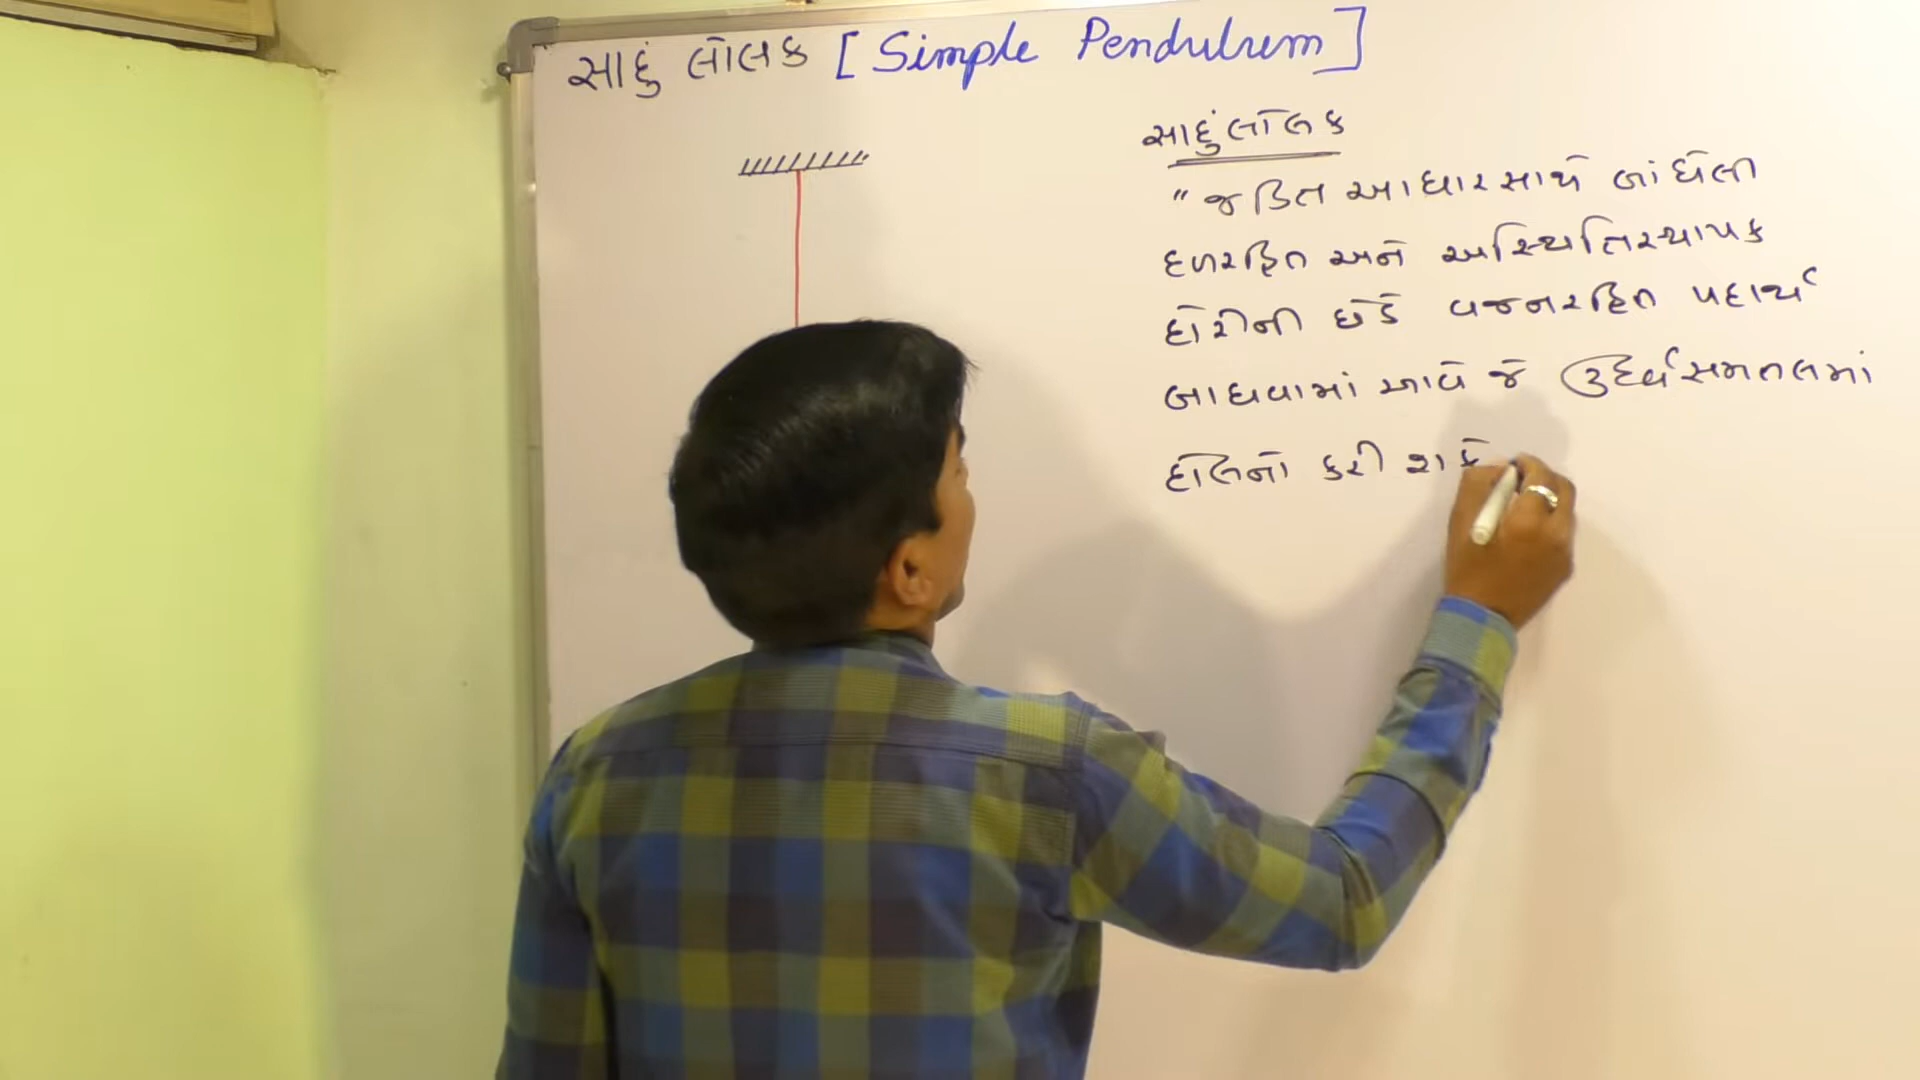 સાદું લોલક [Simple Pendulum]
સાદું લોલક
"જડિત આધાર સાથે બાંધેલા
દળરહિત અને અસ્થિતિસ્થાપક
દોરીની છેડે વજનરહિત પદાર્થ
બાધવામાં આવે જે ઉર્ધ્વસમતલમાં
દોલનો કરી શકે